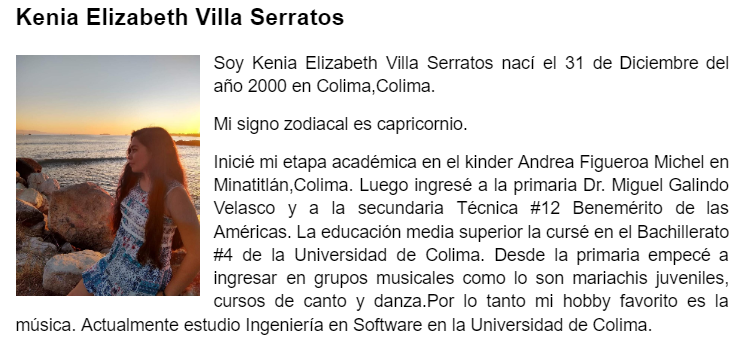 Kenia Elizabeth Villa Serratos
Soy Kenia Elizabeth Villa Serratos nací el 31 de Diciembre del
año 2000 en Colima,Colima.
Mi signo zodiacal es capricornio.
Inicié mi etapa académica en el kinder Andrea Figueroa Michel en
Minatitlán,Colima. Luego ingresé a la primaria Dr. Miguel Galindo
Velasco y a la secundaria Técnica #12 Benemérito de las
Américas. La educación media superior la cursé en el Bachillerato
#4 de la Universidad de Colima. Desde la primaria empecé a
ingresar en grupos musicales como lo son mariachis juveniles,
cursos de canto y danza.Por lo tanto mi hobby favorito es la
música. Actualmente estudio Ingeniería en Software en la Universidad de Colima.